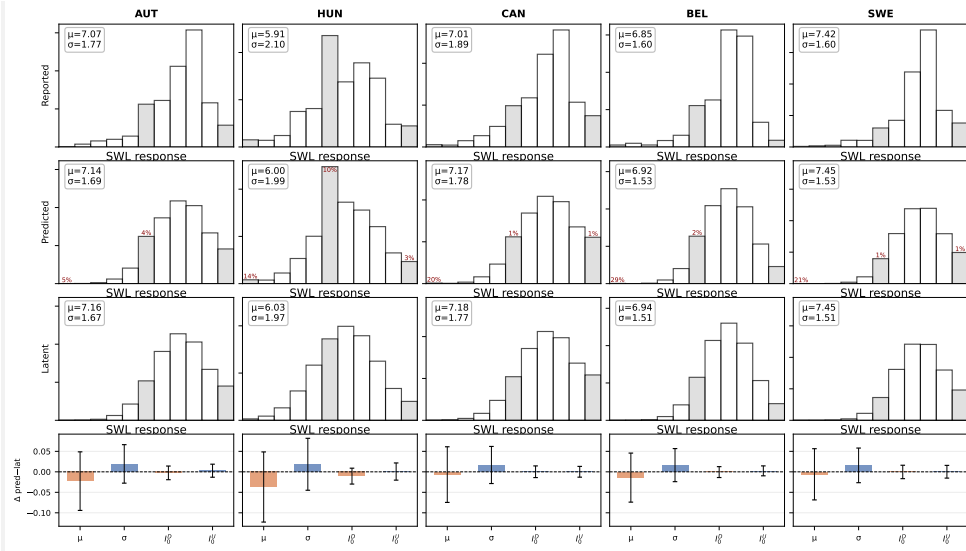 AUT HUN CAN BEL SWE
Reported
μ=7.07 μ=5.91 μ=7.01 μ=6.85 μ=7.42
σ=1.77 σ=2.10 σ=1.89 σ=1.60 σ=1.60
SWL response SWL response SWL response SWL response SWL response
Predicted
μ=7.14 μ=6.00 μ=7.17 μ=6.92 μ=7.45
σ=1.69 σ=1.99 σ=1.78 σ=1.53 σ=1.53
5% 4% 14% 10% 3% 20% 1% 1% 29% 2% 21% 1% 1%
SWL response SWL response SWL response SWL response SWL response
Latent
μ=7.16 μ=6.03 μ=7.18 μ=6.94 μ=7.45
σ=1.67 σ=1.97 σ=1.77 σ=1.51 σ=1.51
SWL response SWL response SWL response SWL response SWL response
Δ pred−lat
0.05
0.00
−0.05
−0.10
μ σ μ σ μ σ μ σ μ σ